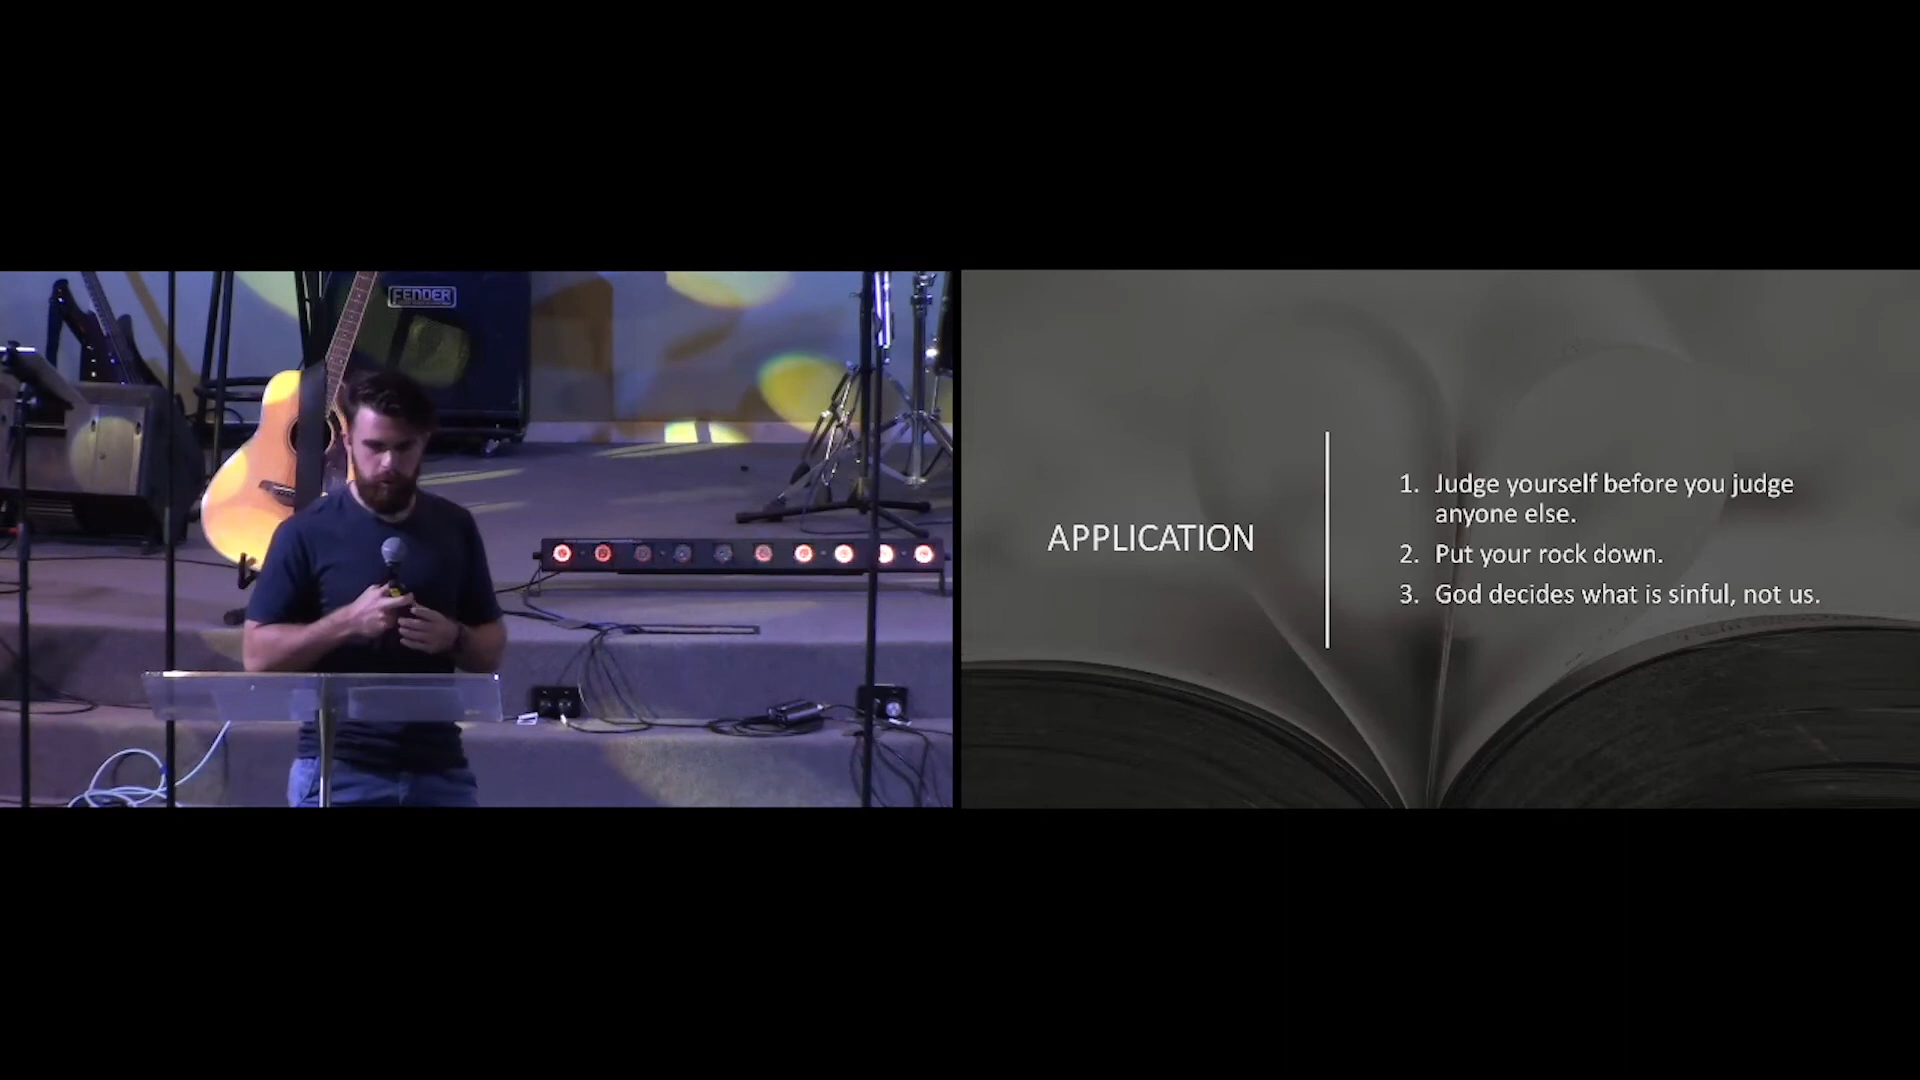 FENDER
APPLICATION
1. Judge yourself before you judge
anyone else.
2. Put your rock down.
3. God decides what is sinful, not us.